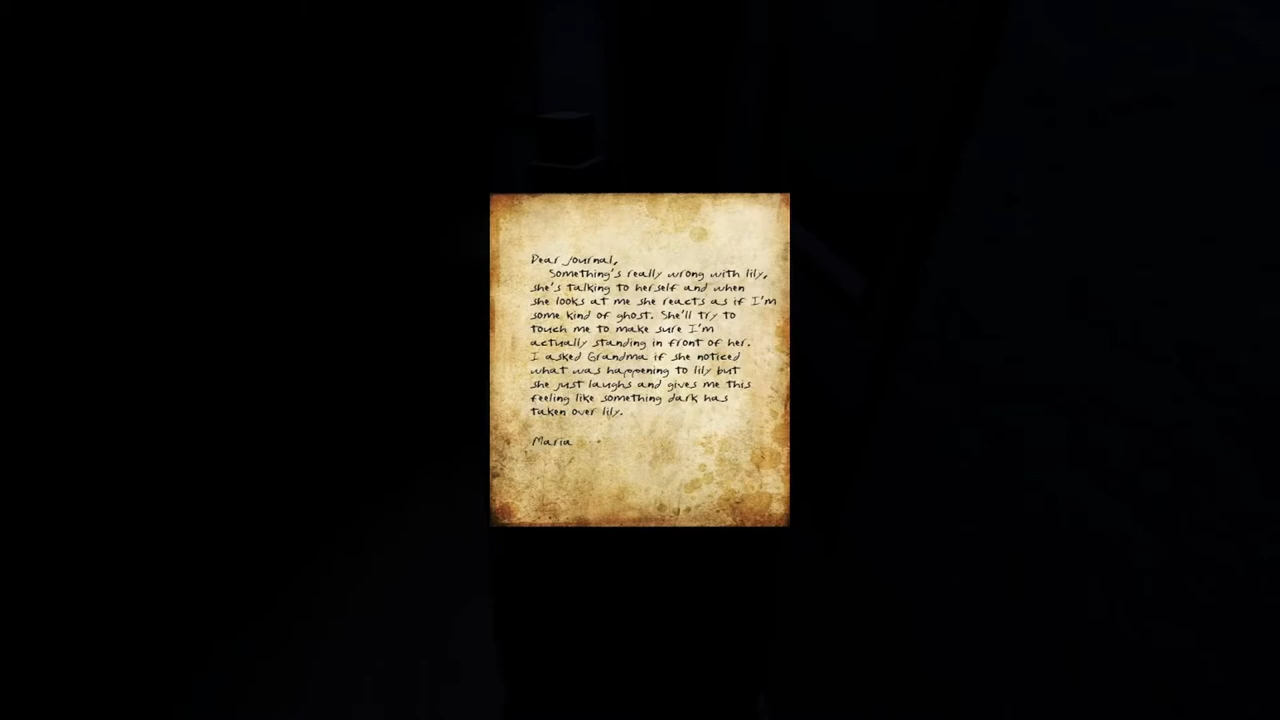 Dear Journal,
Something's really wrong with lily,
she's talking to herself and when
she looks at me she reacts as if I'm
some kind of ghost. She'll try to
touch me to make sure I'm
actually standing in front of her.
I asked Grandma if she noticed
what was happening to lily but
she just laughs and gives me this
feeling like something dark has
taken over lily.
Maria